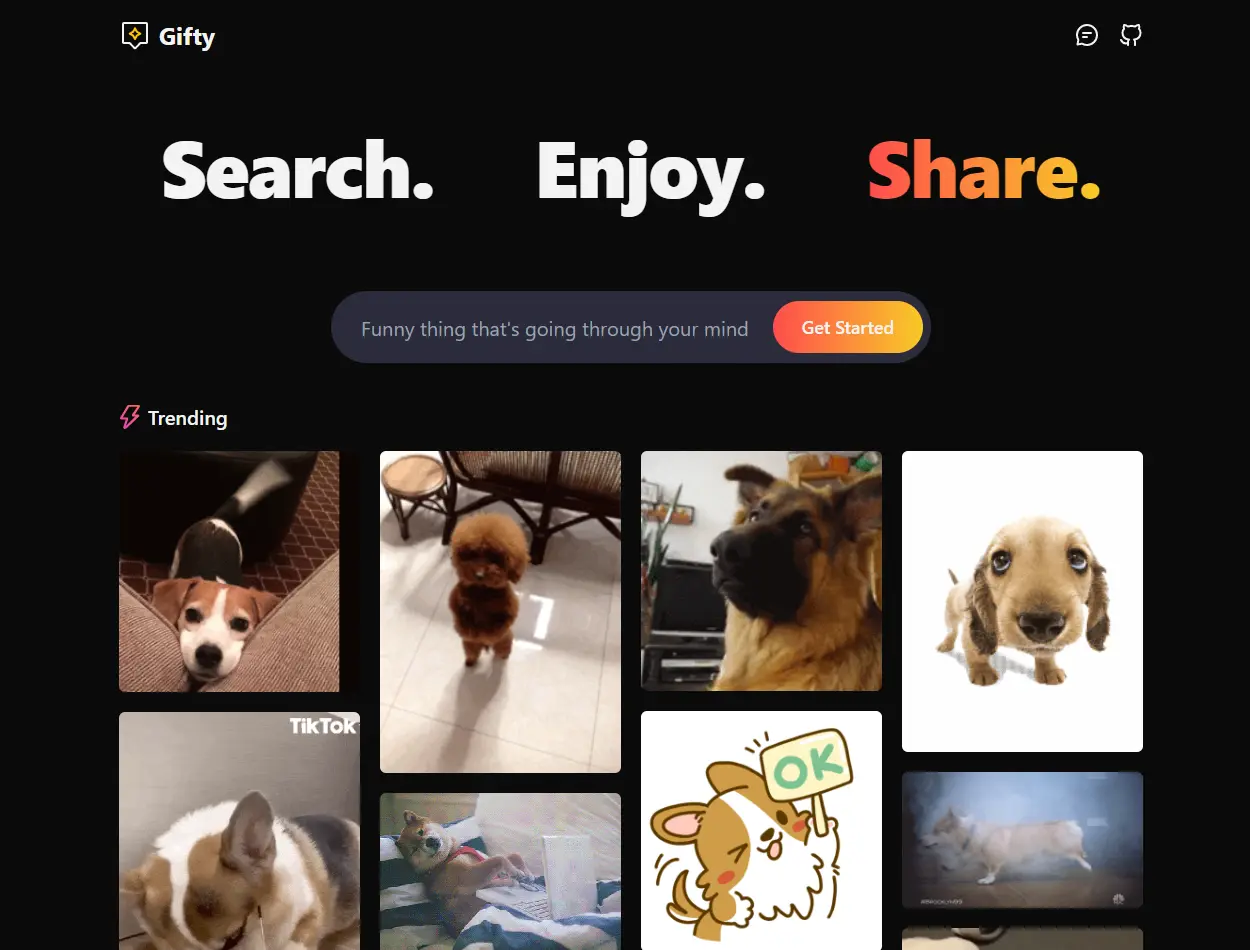 Gifty
Search. Enjoy. Share.
Funny thing that's going through your mind
Get Started
Trending
TikTok
OK